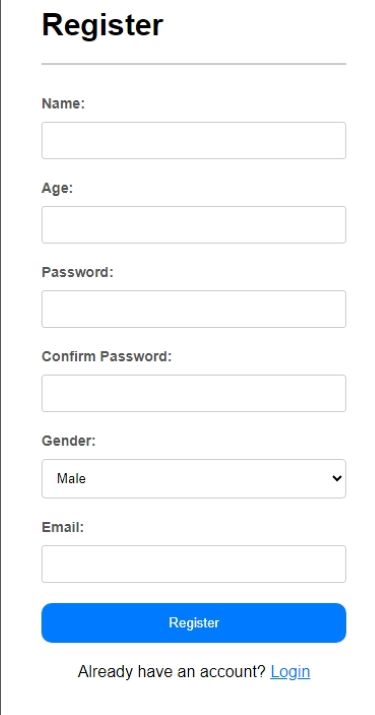 Register
Name:
Age:
Password:
Confirm Password:
Gender:
Male
Email:
Register
Already have an account? Login